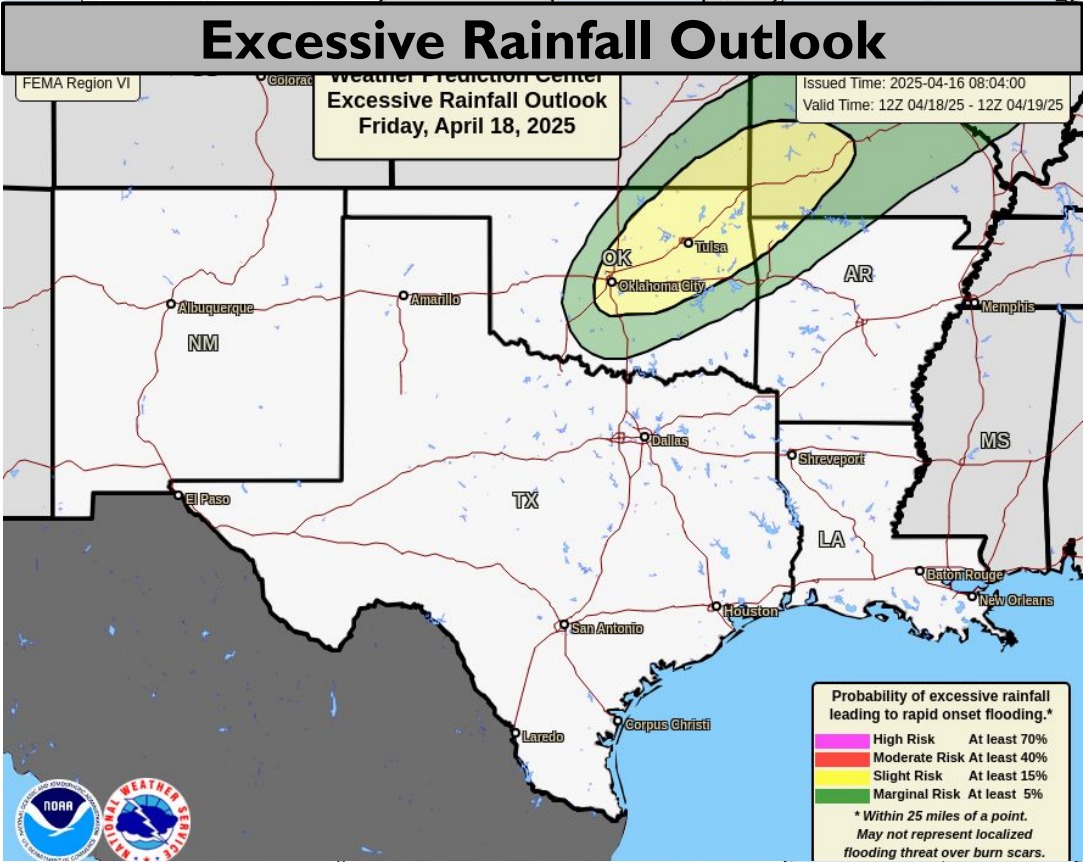 Excessive Rainfall Outlook
FEMA Region VI
Weather Prediction Center
Excessive Rainfall Outlook
Friday, April 18, 2025
Issued Time: 2025-04-16 08:04:00
Valid Time: 12Z 04/18/25 - 12Z 04/19/25
Tulsa
OK
Oklahoma City
AR
Albuquerque
Amarillo
Memphis
NM
Dallas
MS
Shreveport
El Paso
TX
LA
Baton Rouge
New Orleans
Houston
San Antonio
Corpus Christi
Laredo
Probability of excessive rainfall
leading to rapid onset flooding.*
High Risk At least 70%
Moderate Risk At least 40%
Slight Risk At least 15%
Marginal Risk At least 5%
* Within 25 miles of a point.
May not represent localized
flooding threat over burn scars.
NOAA
NATIONAL WEATHER SERVICE